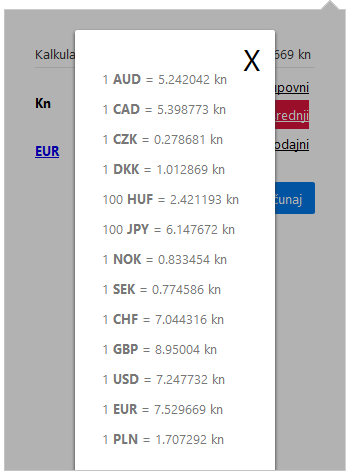 Kalkula 669 kn
X
1 AUD = 5.242042 kn
upovni
Kn
1 CAD = 5.398773 kn
rednji
1 CZK = 0.278681 kn
odajni
EUR
1 DKK = 1.012869 kn
100 HUF = 2.421193 kn
čunaj
100 JPY = 6.147672 kn
1 NOK = 0.833454 kn
1 SEK = 0.774586 kn
1 CHF = 7.044316 kn
1 GBP = 8.95004 kn
1 USD = 7.247732 kn
1 EUR = 7.529669 kn
1 PLN = 1.707292 kn